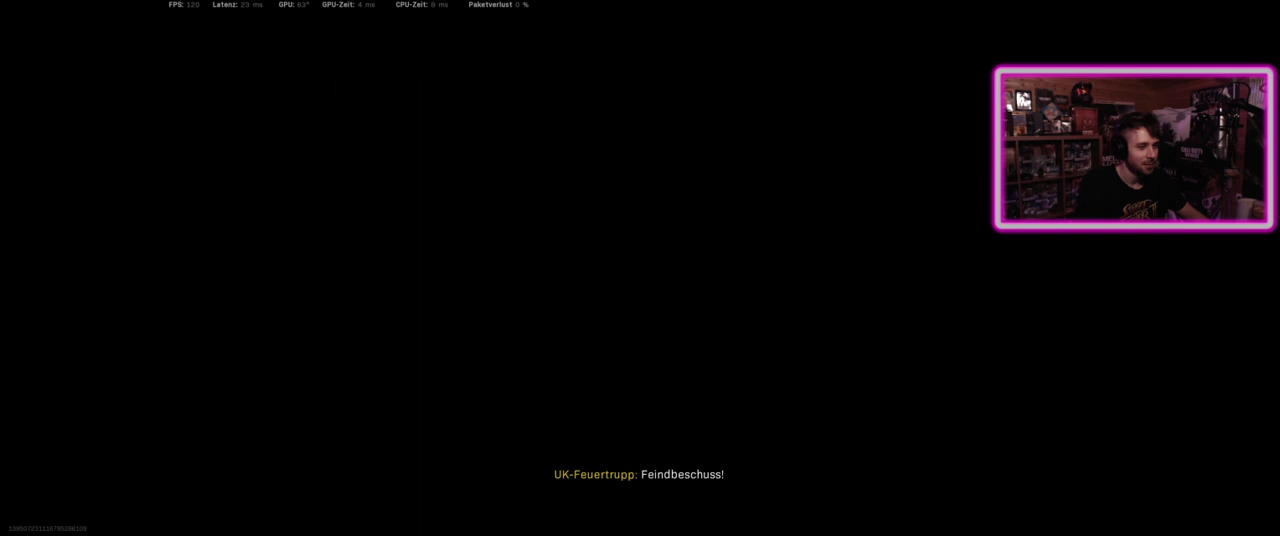 FPS: 120 Latenz: 23 ms GPU: 63° GPU-Zeit: 4 ms CPU-Zeit: 8 ms Paketverlust 0 %
UK-Feuertrupp: Feindbeschuss!